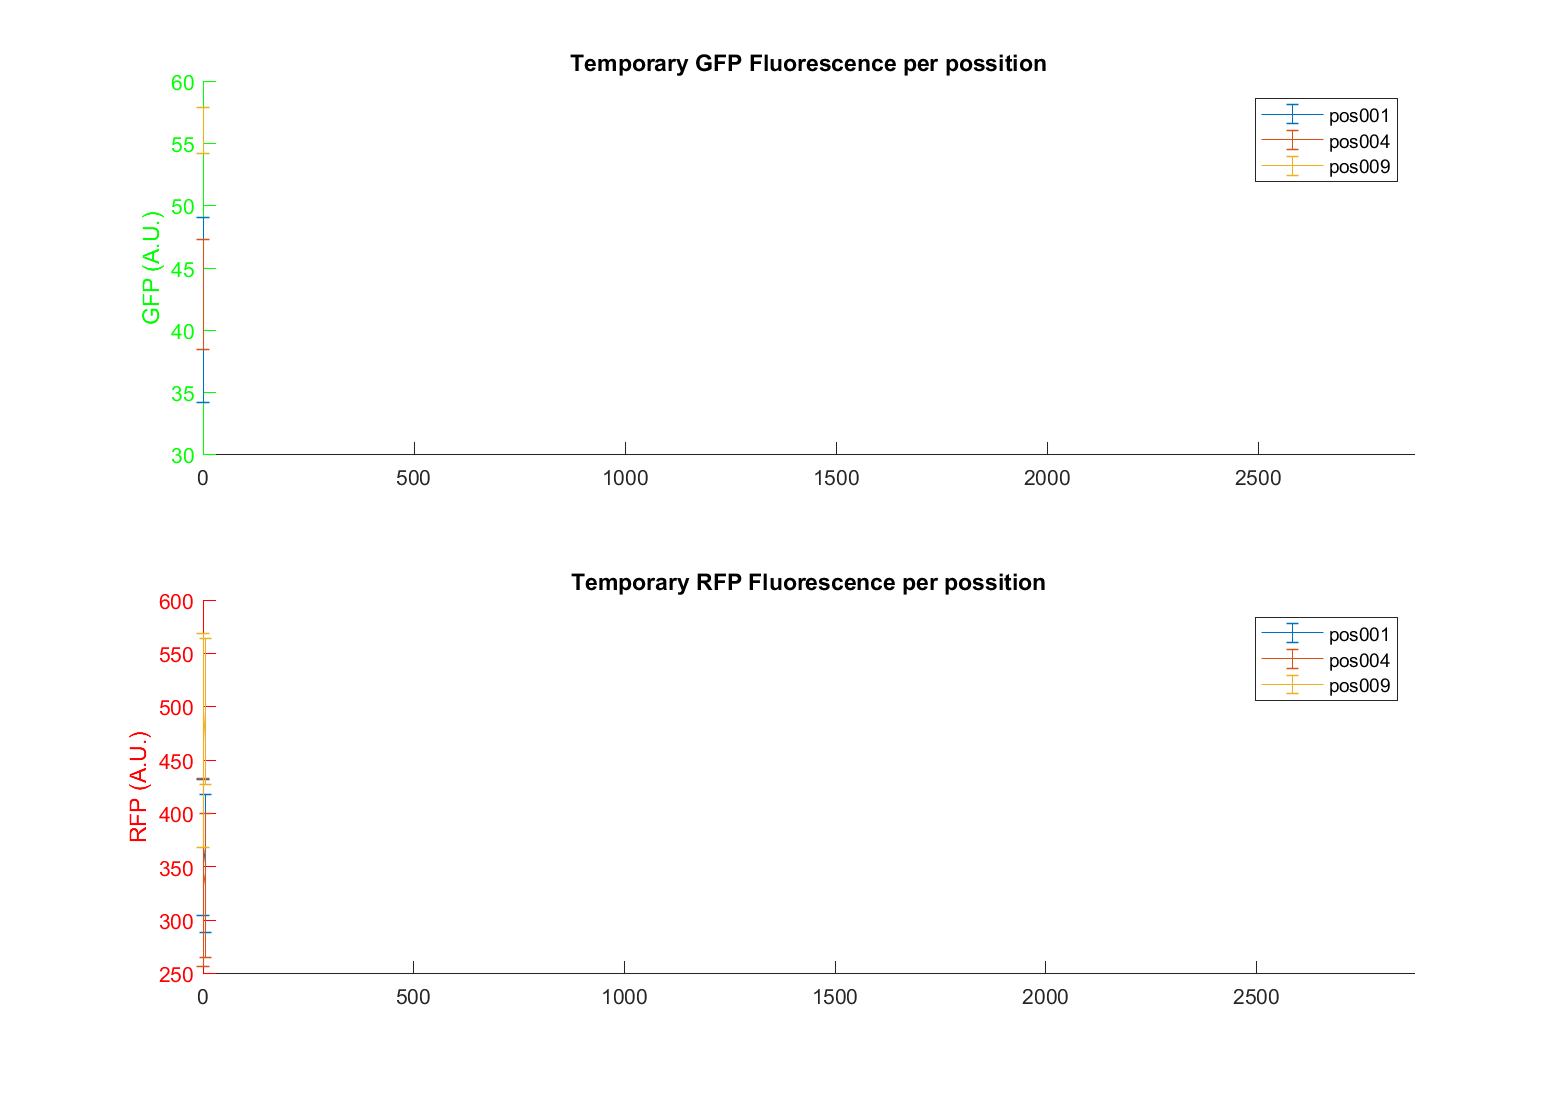 Temporary GFP Fluorescence per possition
60
55
50
45
40
35
30
GFP (A.U.)
0 500 1000 1500 2000 2500
pos001
pos004
pos009
Temporary RFP Fluorescence per possition
600
550
500
450
400
350
300
250
RFP (A.U.)
0 500 1000 1500 2000 2500
pos001
pos004
pos009